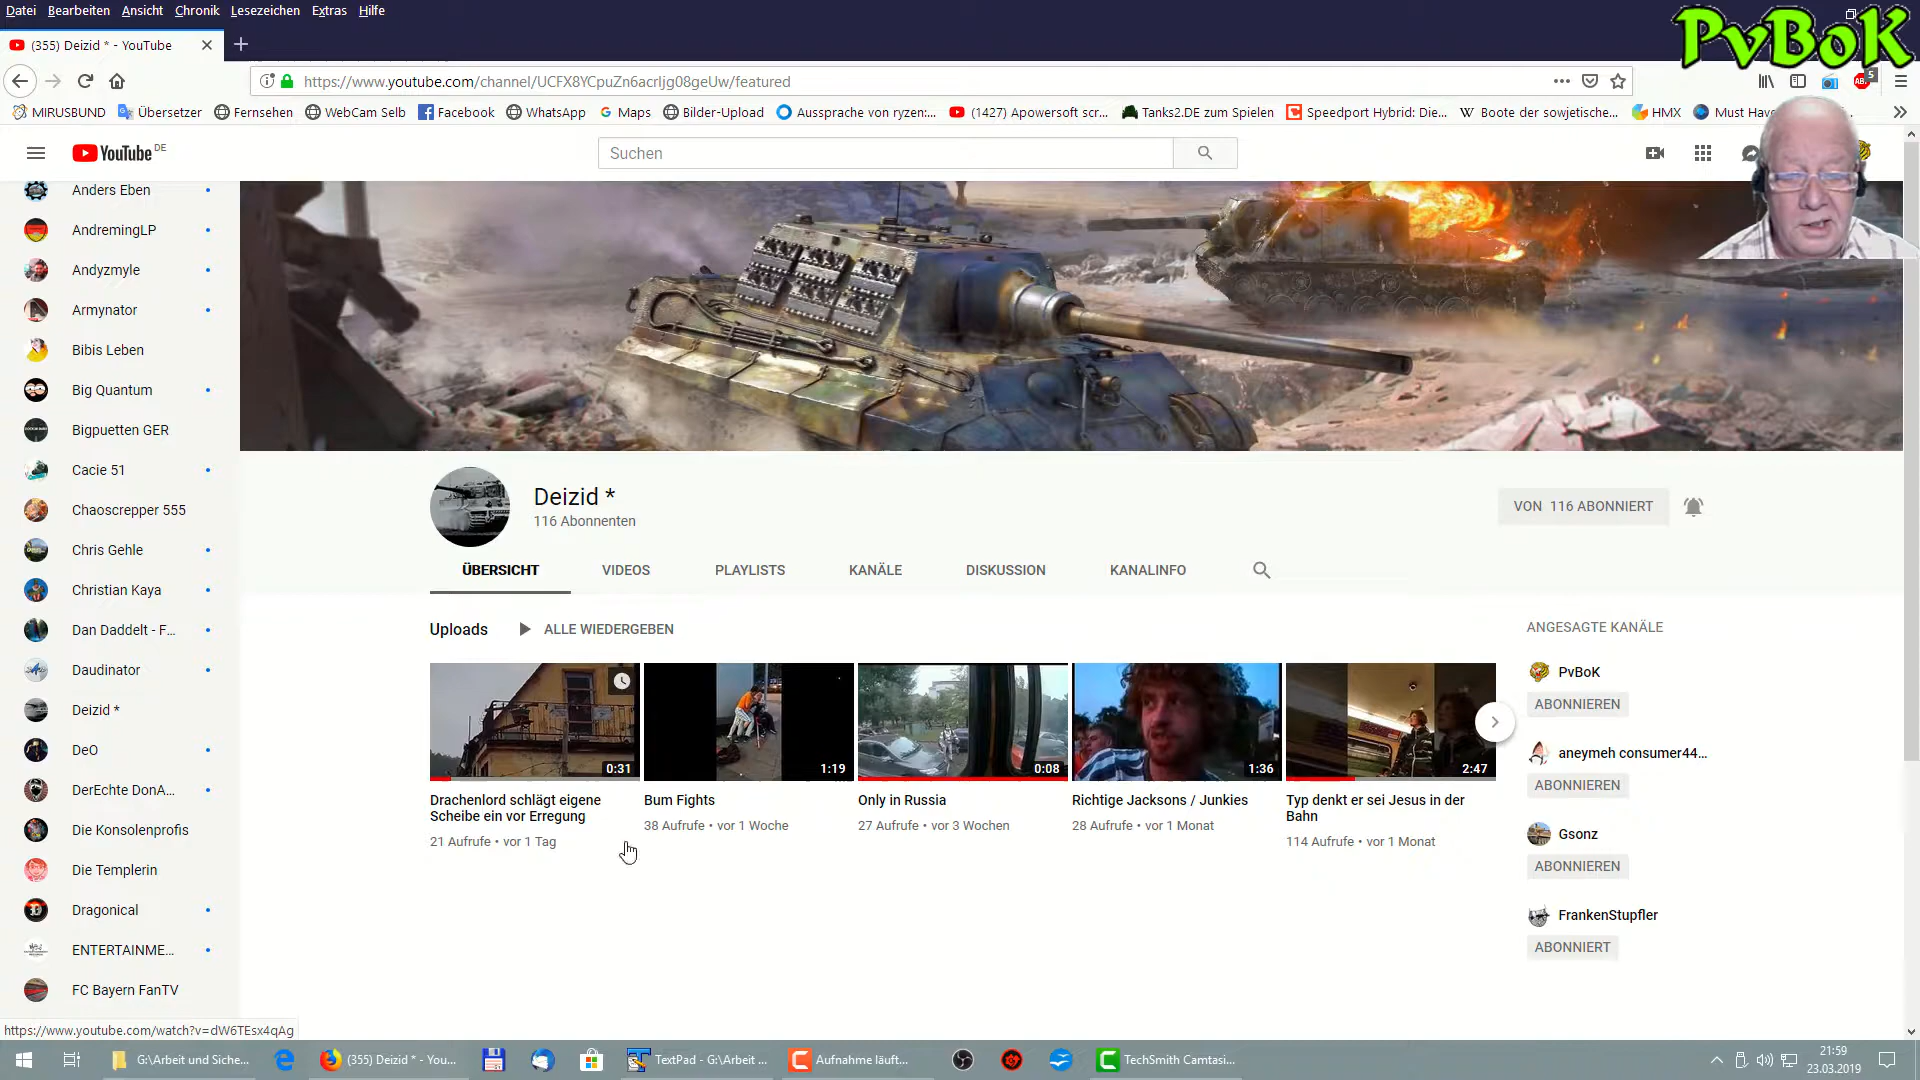 Datei Bearbeiten Ansicht Chronik Lesezeichen Extras Hilfe
PvBoK
(355) Deizid * - YouTube
https://www.youtube.com/channel/UCFX8YCpuZn6acrIjg08geUw/featured
5
MIRUSBUND Übersetzer Fernsehen WebCam Selb Facebook WhatsApp Maps Bilder-Upload Aussprache von ryzen:... (1427) Apowersoft scr... Tanks2.DE zum Spielen Speedport Hybrid: Die... Boote der sowjetische... HMX Must Hav
YouTube DE
Suchen
Anders Eben
AndremingLP
Andyzmyle
Armynator
Bibis Leben
Big Quantum
Bigpuetten GER
Cacie 51
Chaoscrepper 555
Chris Gehle
Christian Kaya
Dan Daddelt - F...
Daudinator
Deizid *
DeO
DerEchte DonA...
Die Konsolenprofis
Die Templerin
Dragonical
ENTERTAINME...
FC Bayern FanTV
Deizid *
116 Abonnenten
VON 116 ABONNIERT
ÜBERSICHT VIDEOS PLAYLISTS KANÄLE DISKUSSION KANALINFO
Uploads ALLE WIEDERGEBEN
0:31
Drachenlord schlägt eigene
Scheibe ein vor Erregung
21 Aufrufe • vor 1 Tag
1:19
Bum Fights
38 Aufrufe • vor 1 Woche
0:08
Only in Russia
27 Aufrufe • vor 3 Wochen
1:36
Richtige Jacksons / Junkies
28 Aufrufe • vor 1 Monat
2:47
Typ denkt er sei Jesus in der
Bahn
114 Aufrufe • vor 1 Monat
ANGESAGTE KANÄLE
PvBoK
ABONNIEREN
aneymeh consumer44...
ABONNIEREN
Gsonz
ABONNIEREN
FrankenStupfler
ABONNIERT
https://www.youtube.com/watch?v=dW6TEsx4qAg
G:\Arbeit und Siche... (355) Deizid * - You... TextPad - G:\Arbeit ... Aufnahme läuft... TechSmith Camtasi...
21:59
23.03.2019